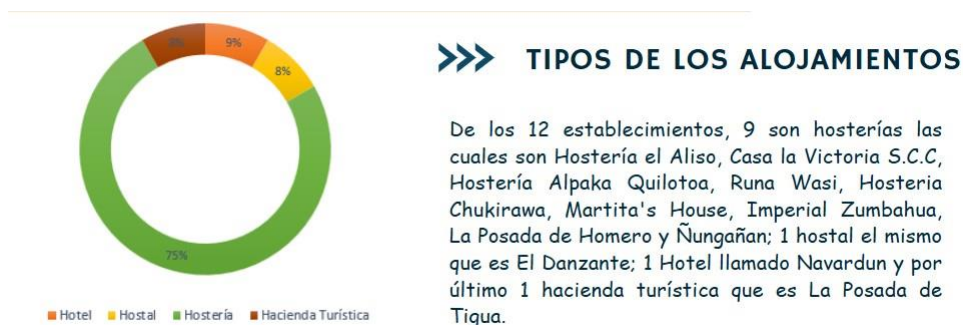 9%
8%
75%
8%
Hotel Hostal Hostería Hacienda Turística
>>> TIPOS DE LOS ALOJAMIENTOS
De los 12 establecimientos, 9 son hosterías las
cuales son Hostería el Aliso, Casa la Victoria S.C.C,
Hostería Alpaka Quilotoa, Runa Wasi, Hosteria
Chukirawa, Martita's House, Imperial Zumbahua,
La Posada de Homero y Ñungañan; 1 hostal el mismo
que es El Danzante; 1 Hotel llamado Navardun y por
último 1 hacienda turística que es La Posada de
Tigua.